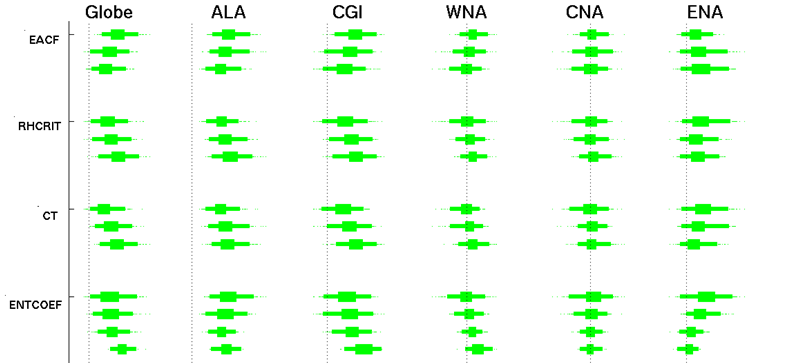 Globe ALA CGI WNA CNA ENA
EACF
RHCRIT
CT
ENTCOEF